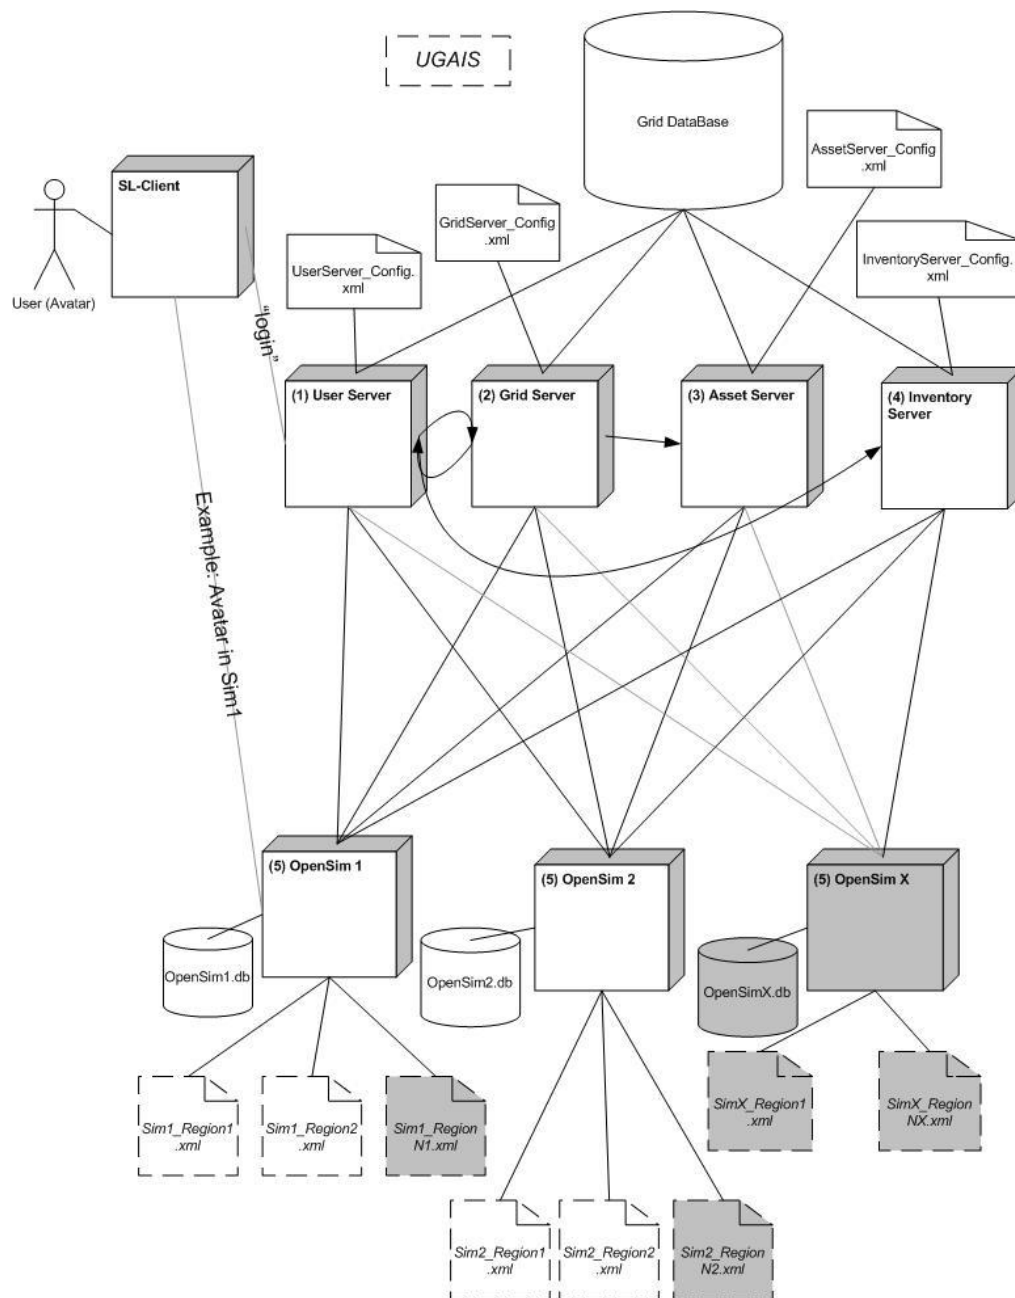 UGAIS
Grid DataBase
AssetServer_Config
.xml
SL-Client
GridServer_Config
.xml
UserServer_Config.
xml
InventoryServer_Config.
xml
User (Avatar)
"login"
(1) User Server
(2) Grid Server
(3) Asset Server
(4) Inventory
Server
Example: Avatar in Sim1
(5) OpenSim 1
(5) OpenSim 2
(5) OpenSim X
OpenSim1.db
OpenSim2.db
OpenSimX.db
Sim1_Region1
.xml
Sim1_Region2
.xml
Sim1_Region
N1.xml
SimX_Region1
.xml
SimX_Region
NX.xml
Sim2_Region1
.xml
Sim2_Region2
.xml
Sim2_Region
N2.xml